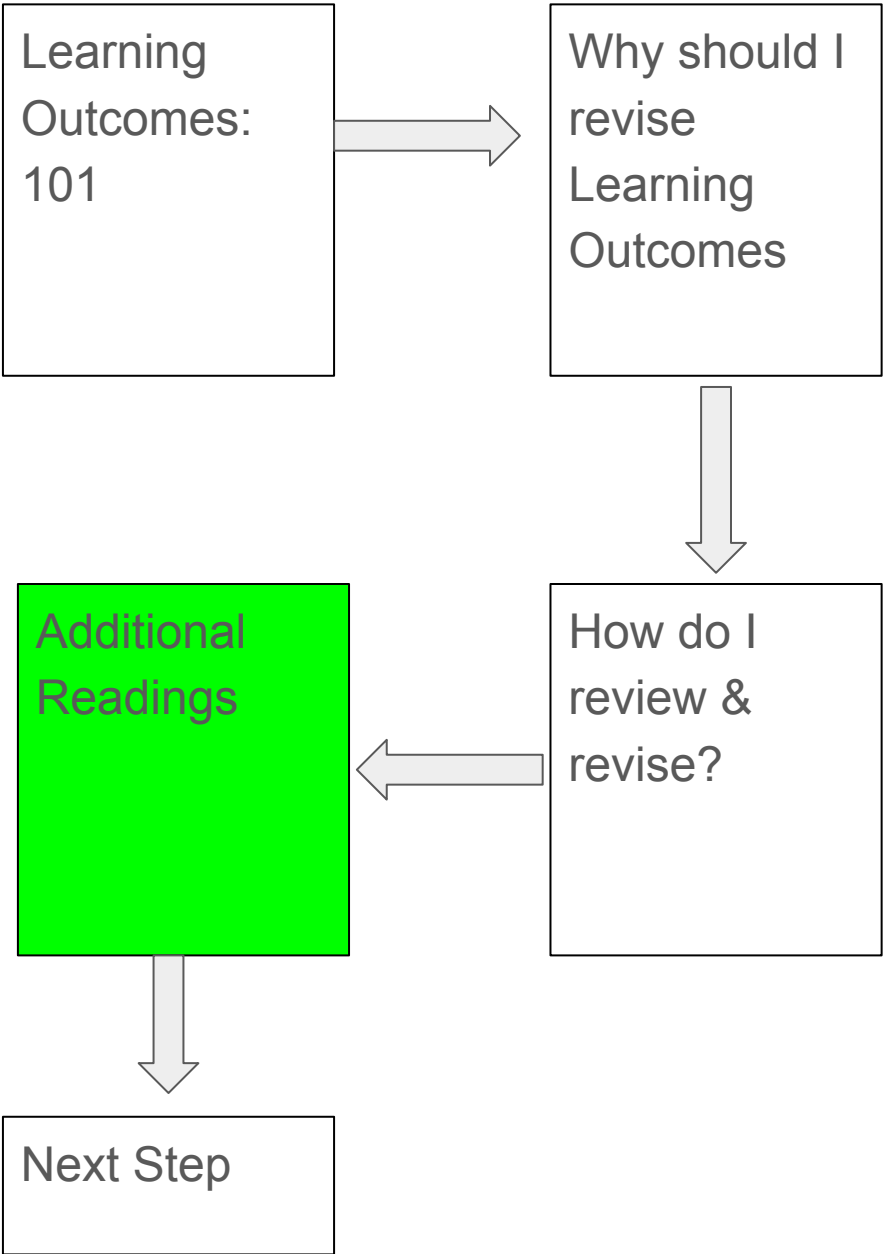 Learning
Outcomes:
101
Why should I
revise
Learning
Outcomes
How do I
review &
revise?
Additional
Readings
Next Step